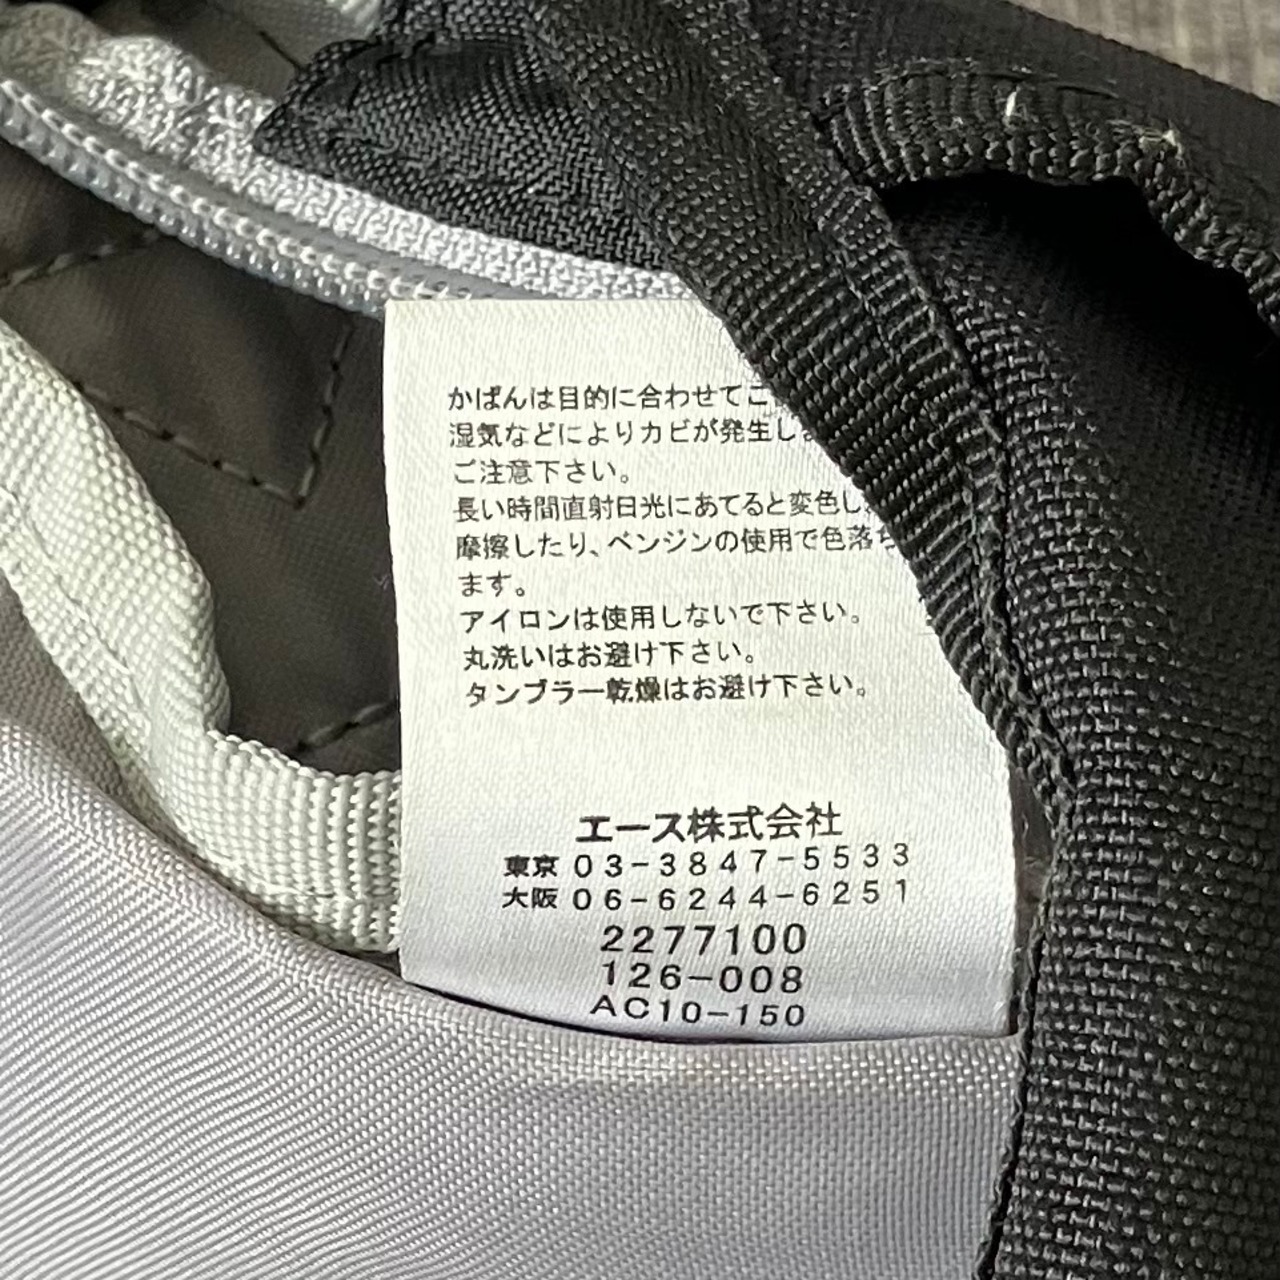 かばんは目的に合わせてご
湿気などによりカビが発生し
ご注意下さい。
長い時間直射日光にあてると変色し
摩擦したり、ベンジンの使用で色落ち
ます。
アイロンは使用しないで下さい。
丸洗いはお避け下さい。
タンブラー乾燥はお避け下さい。
エース株式会社
東京 03-3847-5533
大阪 06-6244-6251
2277100
126-008
AC10-150